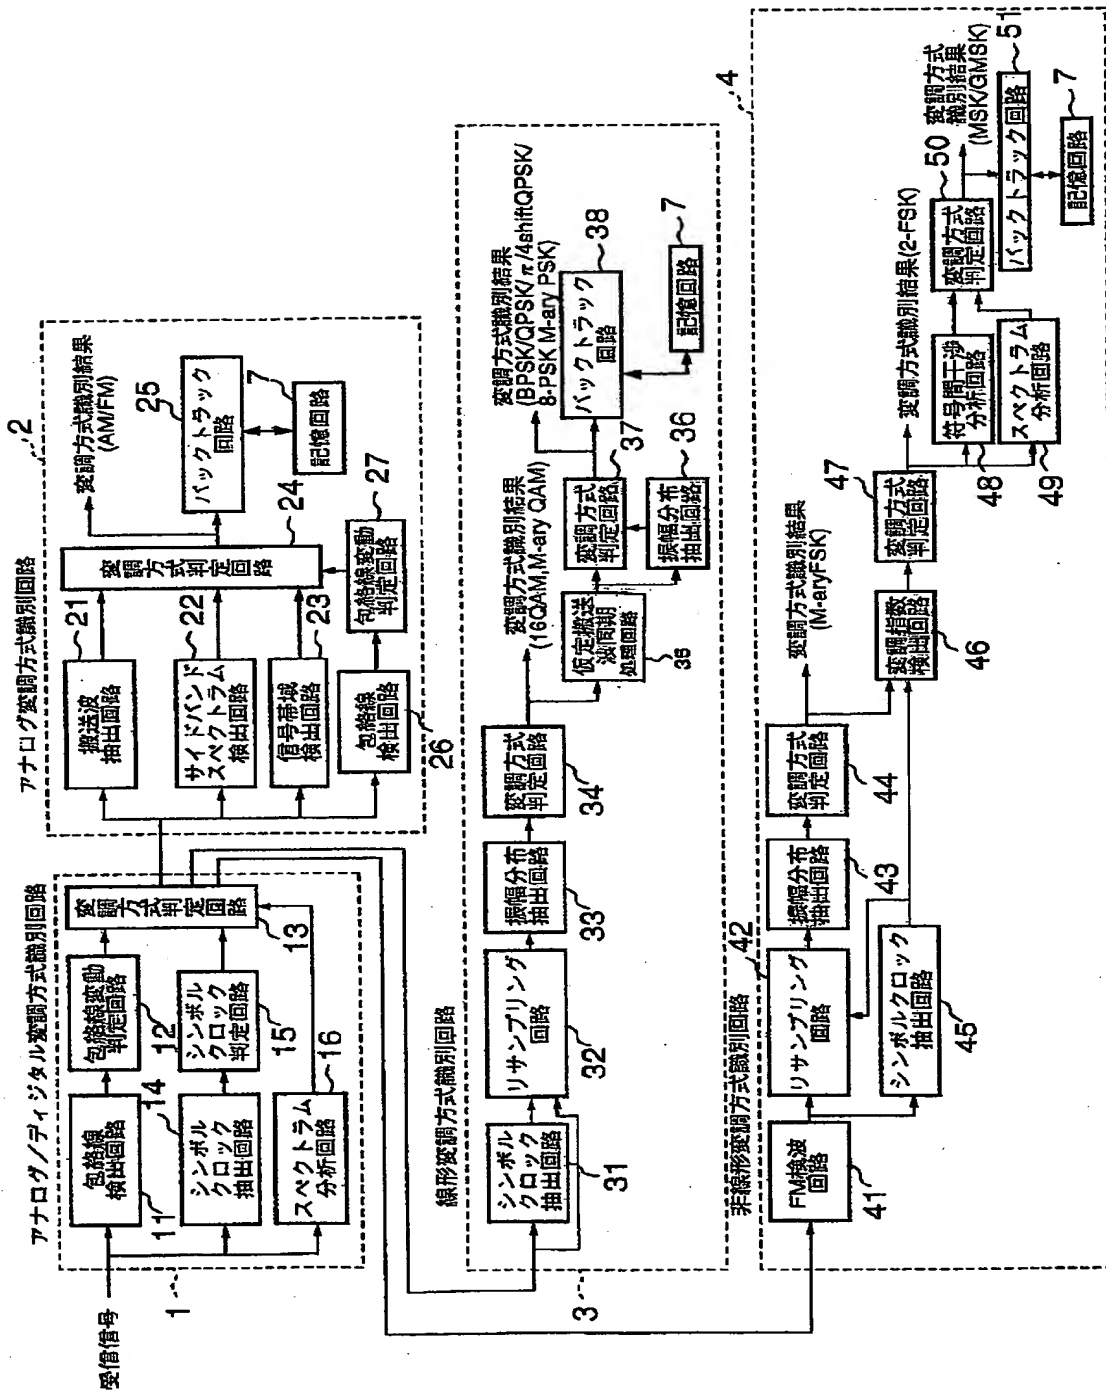 受信信号
1
アナログ/ディジタル変調方式識別回路
包絡線
検出回路
11
包絡線変動
判定回路
12
シンボル
クロック
抽出回路
14
シンボル
クロック
判定回路
15
スペクトラム
分析回路
16
変調方式判定回路
13
アナログ変調方式識別回路
2
搬送波
抽出回路
21
サイドバンド
スペクトラム
検出回路
22
信号帯域
検出回路
23
包絡線
検出回路
26
包絡線変動
判定回路
27
変調方式判定回路
24
変調方式識別結果
(AM/FM)
バックトラック
回路
25
記憶回路
7
線形変調方式識別回路
3
シンボル
クロック
抽出回路
31
リサンプリング
回路
32
振幅分布
抽出回路
33
変調方式
判定回路
34
変調方式識別結果
(16QAM,M-ary QAM)
仮定搬送
波同期
処理回路
35
変調方式
判定回路
37
振幅分布
抽出回路
36
変調方式識別結果
(BPSK/QPSK/π/4shiftQPSK/
8-PSK M-ary PSK)
バックトラック
回路
38
記憶回路
7
非線形変調方式識別回路
4
FM検波
回路
41
リサンプリング
回路
42
振幅分布
抽出回路
43
変調方式
判定回路
44
シンボルクロック
抽出回路
45
変調方式識別結果
(M-aryFSK)
変調指数
検出回路
46
変調方式
判定回路
47
変調方式識別結果(2-FSK)
符号間干渉
分析回路
48
スペクトラム
分析回路
49
変調方式
判定回路
50
変調方式
識別結果
(MSK/GMSK)
バックトラック回路
51
記憶回路
7